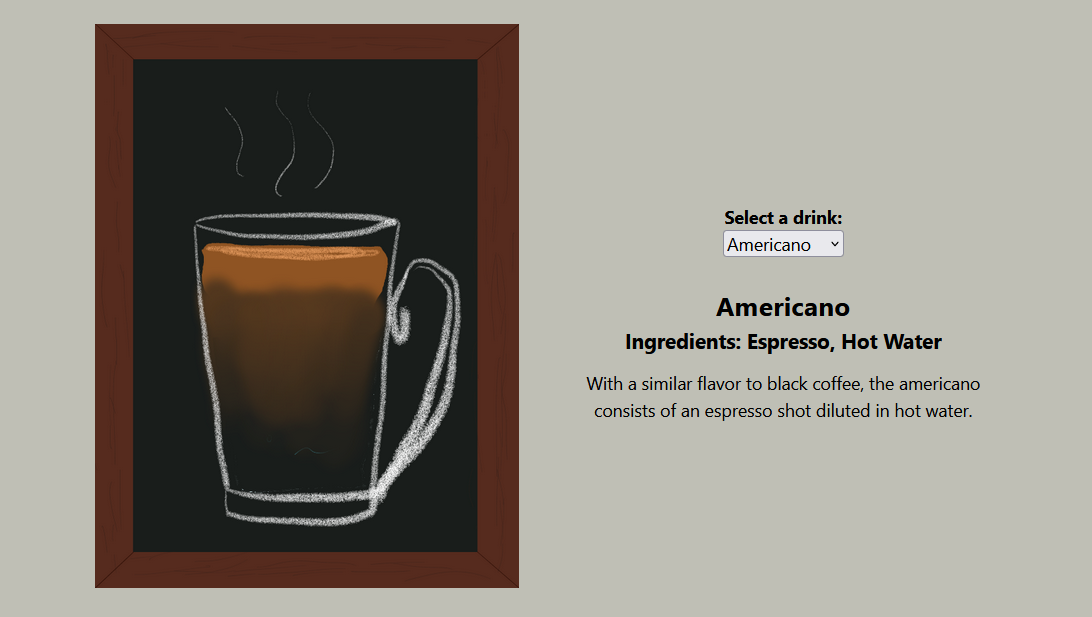 Select a drink:
Americano
Americano
Ingredients: Espresso, Hot Water
With a similar flavor to black coffee, the americano
consists of an espresso shot diluted in hot water.